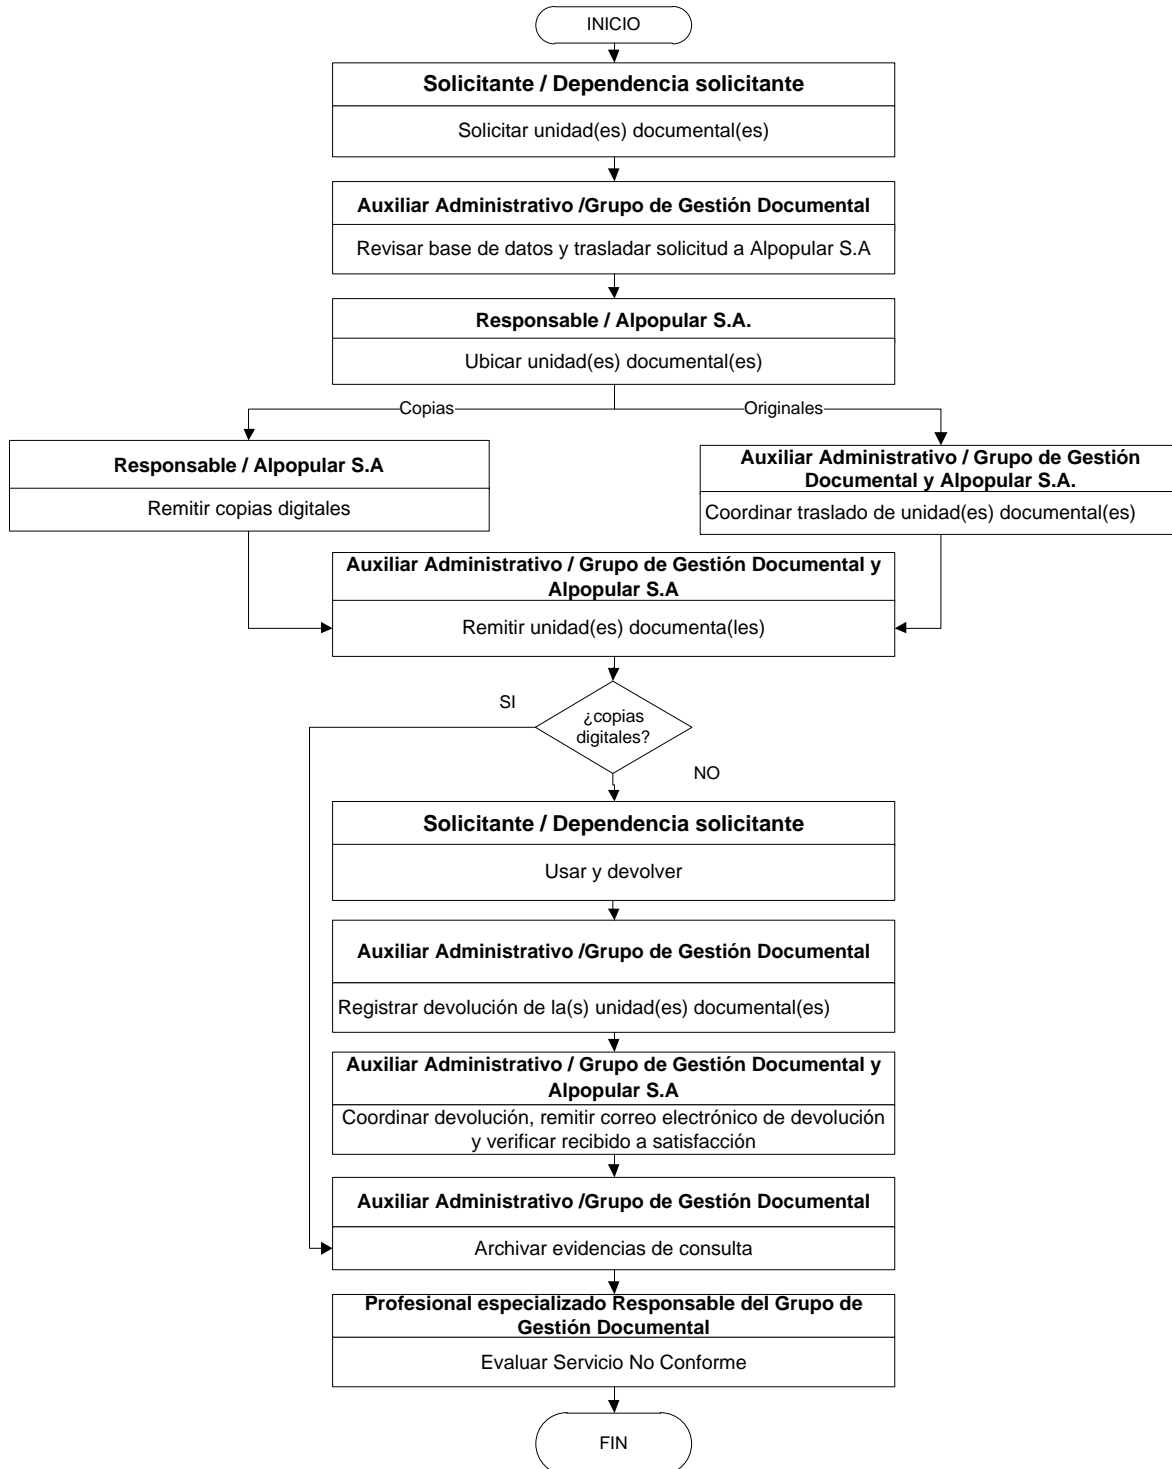 INICIO
Solicitante / Dependencia solicitante
Solicitar unidad(es) documental(es)
Auxiliar Administrativo /Grupo de Gestión Documental
Revisar base de datos y trasladar solicitud a Alpopular S.A
Responsable / Alpopular S.A.
Ubicar unidad(es) documental(es)
Copias
Originales
Responsable / Alpopular S.A
Remitir copias digitales
Auxiliar Administrativo / Grupo de Gestión
Documental y Alpopular S.A.
Coordinar traslado de unidad(es) documental(es)
Auxiliar Administrativo / Grupo de Gestión Documental y
Alpopular S.A
Remitir unidad(es) documenta(les)
SI
¿copias
digitales?
NO
Solicitante / Dependencia solicitante
Usar y devolver
Auxiliar Administrativo /Grupo de Gestión Documental
Registrar devolución de la(s) unidad(es) documental(es)
Auxiliar Administrativo / Grupo de Gestión Documental y
Alpopular S.A
Coordinar devolución, remitir correo electrónico de devolución
y verificar recibido a satisfacción
Auxiliar Administrativo /Grupo de Gestión Documental
Archivar evidencias de consulta
Profesional especializado Responsable del Grupo de
Gestión Documental
Evaluar Servicio No Conforme
FIN